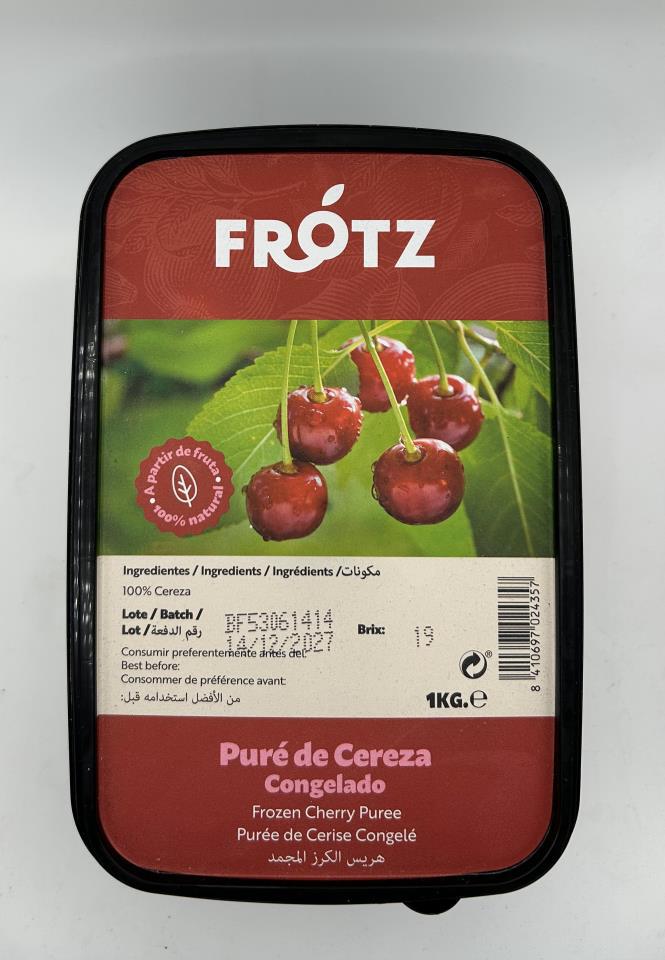 FRÓTZ
A partir de fruta
100% natural
Ingredientes / Ingredients / Ingrédients / مكونات
100% Cereza
Lote / Batch /
Lot / رقم الدفعة
BF53061414
14/12/2027
Brix: 19
Consumir preferentemente antes del:
Best before:
Consommer de préférence avant:
من الأفضل استخدامه قبل:
®
1KG.℮
8 410697 024357
Puré de Cereza
Congelado
Frozen Cherry Puree
Purée de Cerise Congelé
هريس الكرز المجمد